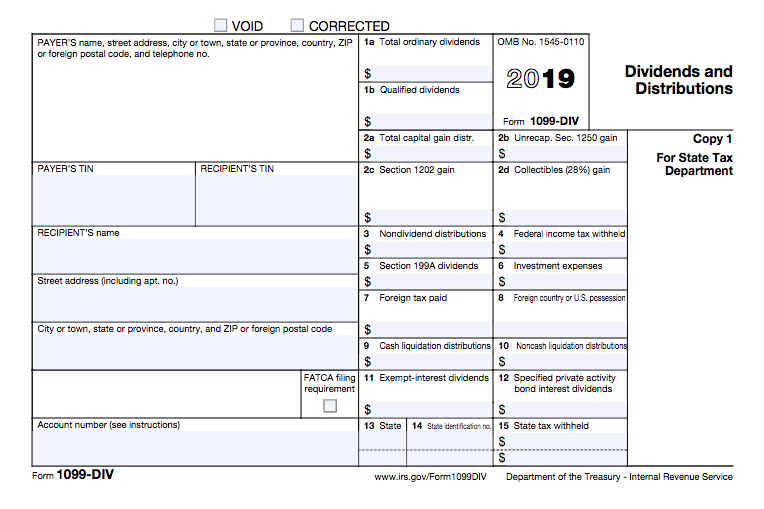 VOID CORRECTED
PAYER'S name, street address, city or town, state or province, country, ZIP
or foreign postal code, and telephone no.
1a Total ordinary dividends
$
1b Qualified dividends
$
OMB No. 1545-0110
2019
Form 1099-DIV
Dividends and
Distributions
2a Total capital gain distr.
$
2b Unrecap. Sec. 1250 gain
$
Copy 1
For State Tax
Department
PAYER'S TIN
RECIPIENT'S TIN
2c Section 1202 gain
$
2d Collectibles (28%) gain
$
RECIPIENT'S name
3 Nondividend distributions
$
4 Federal income tax withheld
$
5 Section 199A dividends
$
6 Investment expenses
$
Street address (including apt. no.)
7 Foreign tax paid
$
8 Foreign country or U.S. possession
City or town, state or province, country, and ZIP or foreign postal code
9 Cash liquidation distributions
$
10 Noncash liquidation distributions
$
FATCA filing
requirement
11 Exempt-interest dividends
$
12 Specified private activity
bond interest dividends
$
Account number (see instructions)
13 State
14 State identification no.
15 State tax withheld
$
$
Form 1099-DIV
www.irs.gov/Form1099DIV
Department of the Treasury - Internal Revenue Service